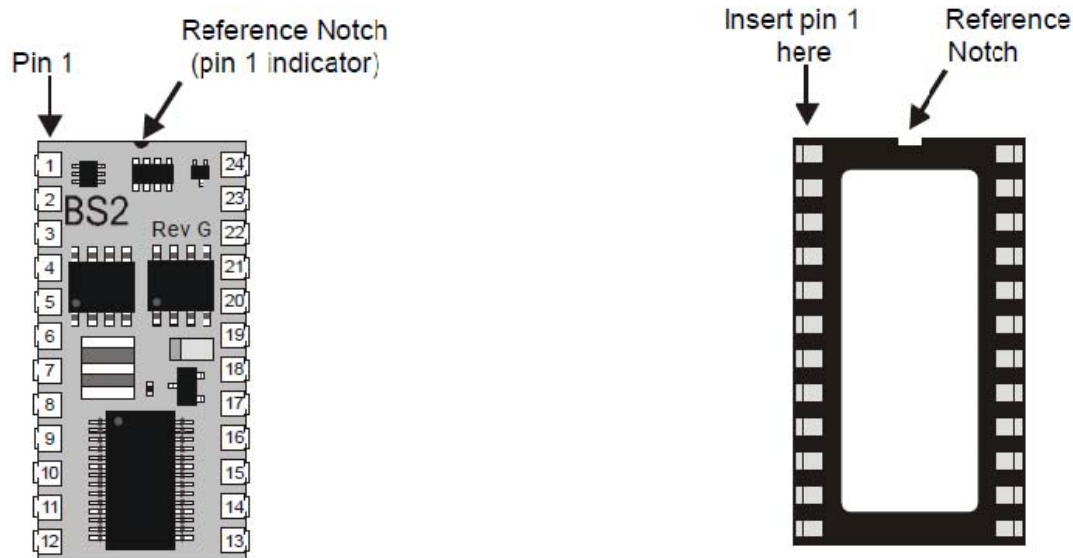 Pin 1
Reference Notch
(pin 1 indicator)
1
2
3
4
5
6
7
8
9
10
11
12
24
23
22
21
20
19
18
17
16
15
14
13
BS2
Rev G
Insert pin 1
here
Reference
Notch